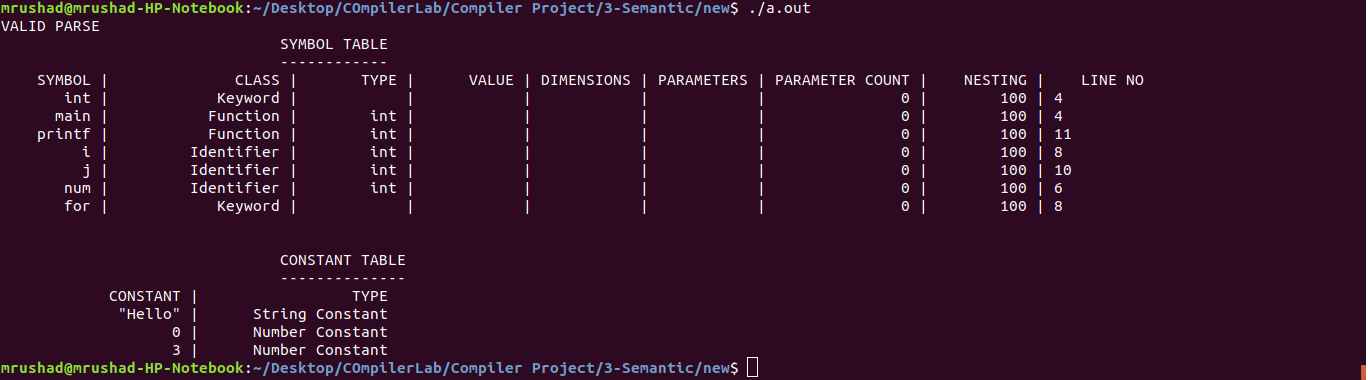 mrushad@mrushad-HP-Notebook:~/Desktop/COmpilerLab/Compiler Project/3-Semantic/new$ ./a.out
VALID PARSE
SYMBOL TABLE
------------
SYMBOL | CLASS | TYPE | VALUE | DIMENSIONS | PARAMETERS | PARAMETER COUNT | NESTING | LINE NO
int | Keyword | | | | | 0 | 100 | 4
main | Function | int | | | | 0 | 100 | 4
printf | Function | int | | | | 0 | 100 | 11
i | Identifier | int | | | | 0 | 100 | 8
j | Identifier | int | | | | 0 | 100 | 10
num | Identifier | int | | | | 0 | 100 | 6
for | Keyword | | | | | 0 | 100 | 8
CONSTANT TABLE
--------------
CONSTANT | TYPE
"Hello" | String Constant
0 | Number Constant
3 | Number Constant
mrushad@mrushad-HP-Notebook:~/Desktop/COmpilerLab/Compiler Project/3-Semantic/new$